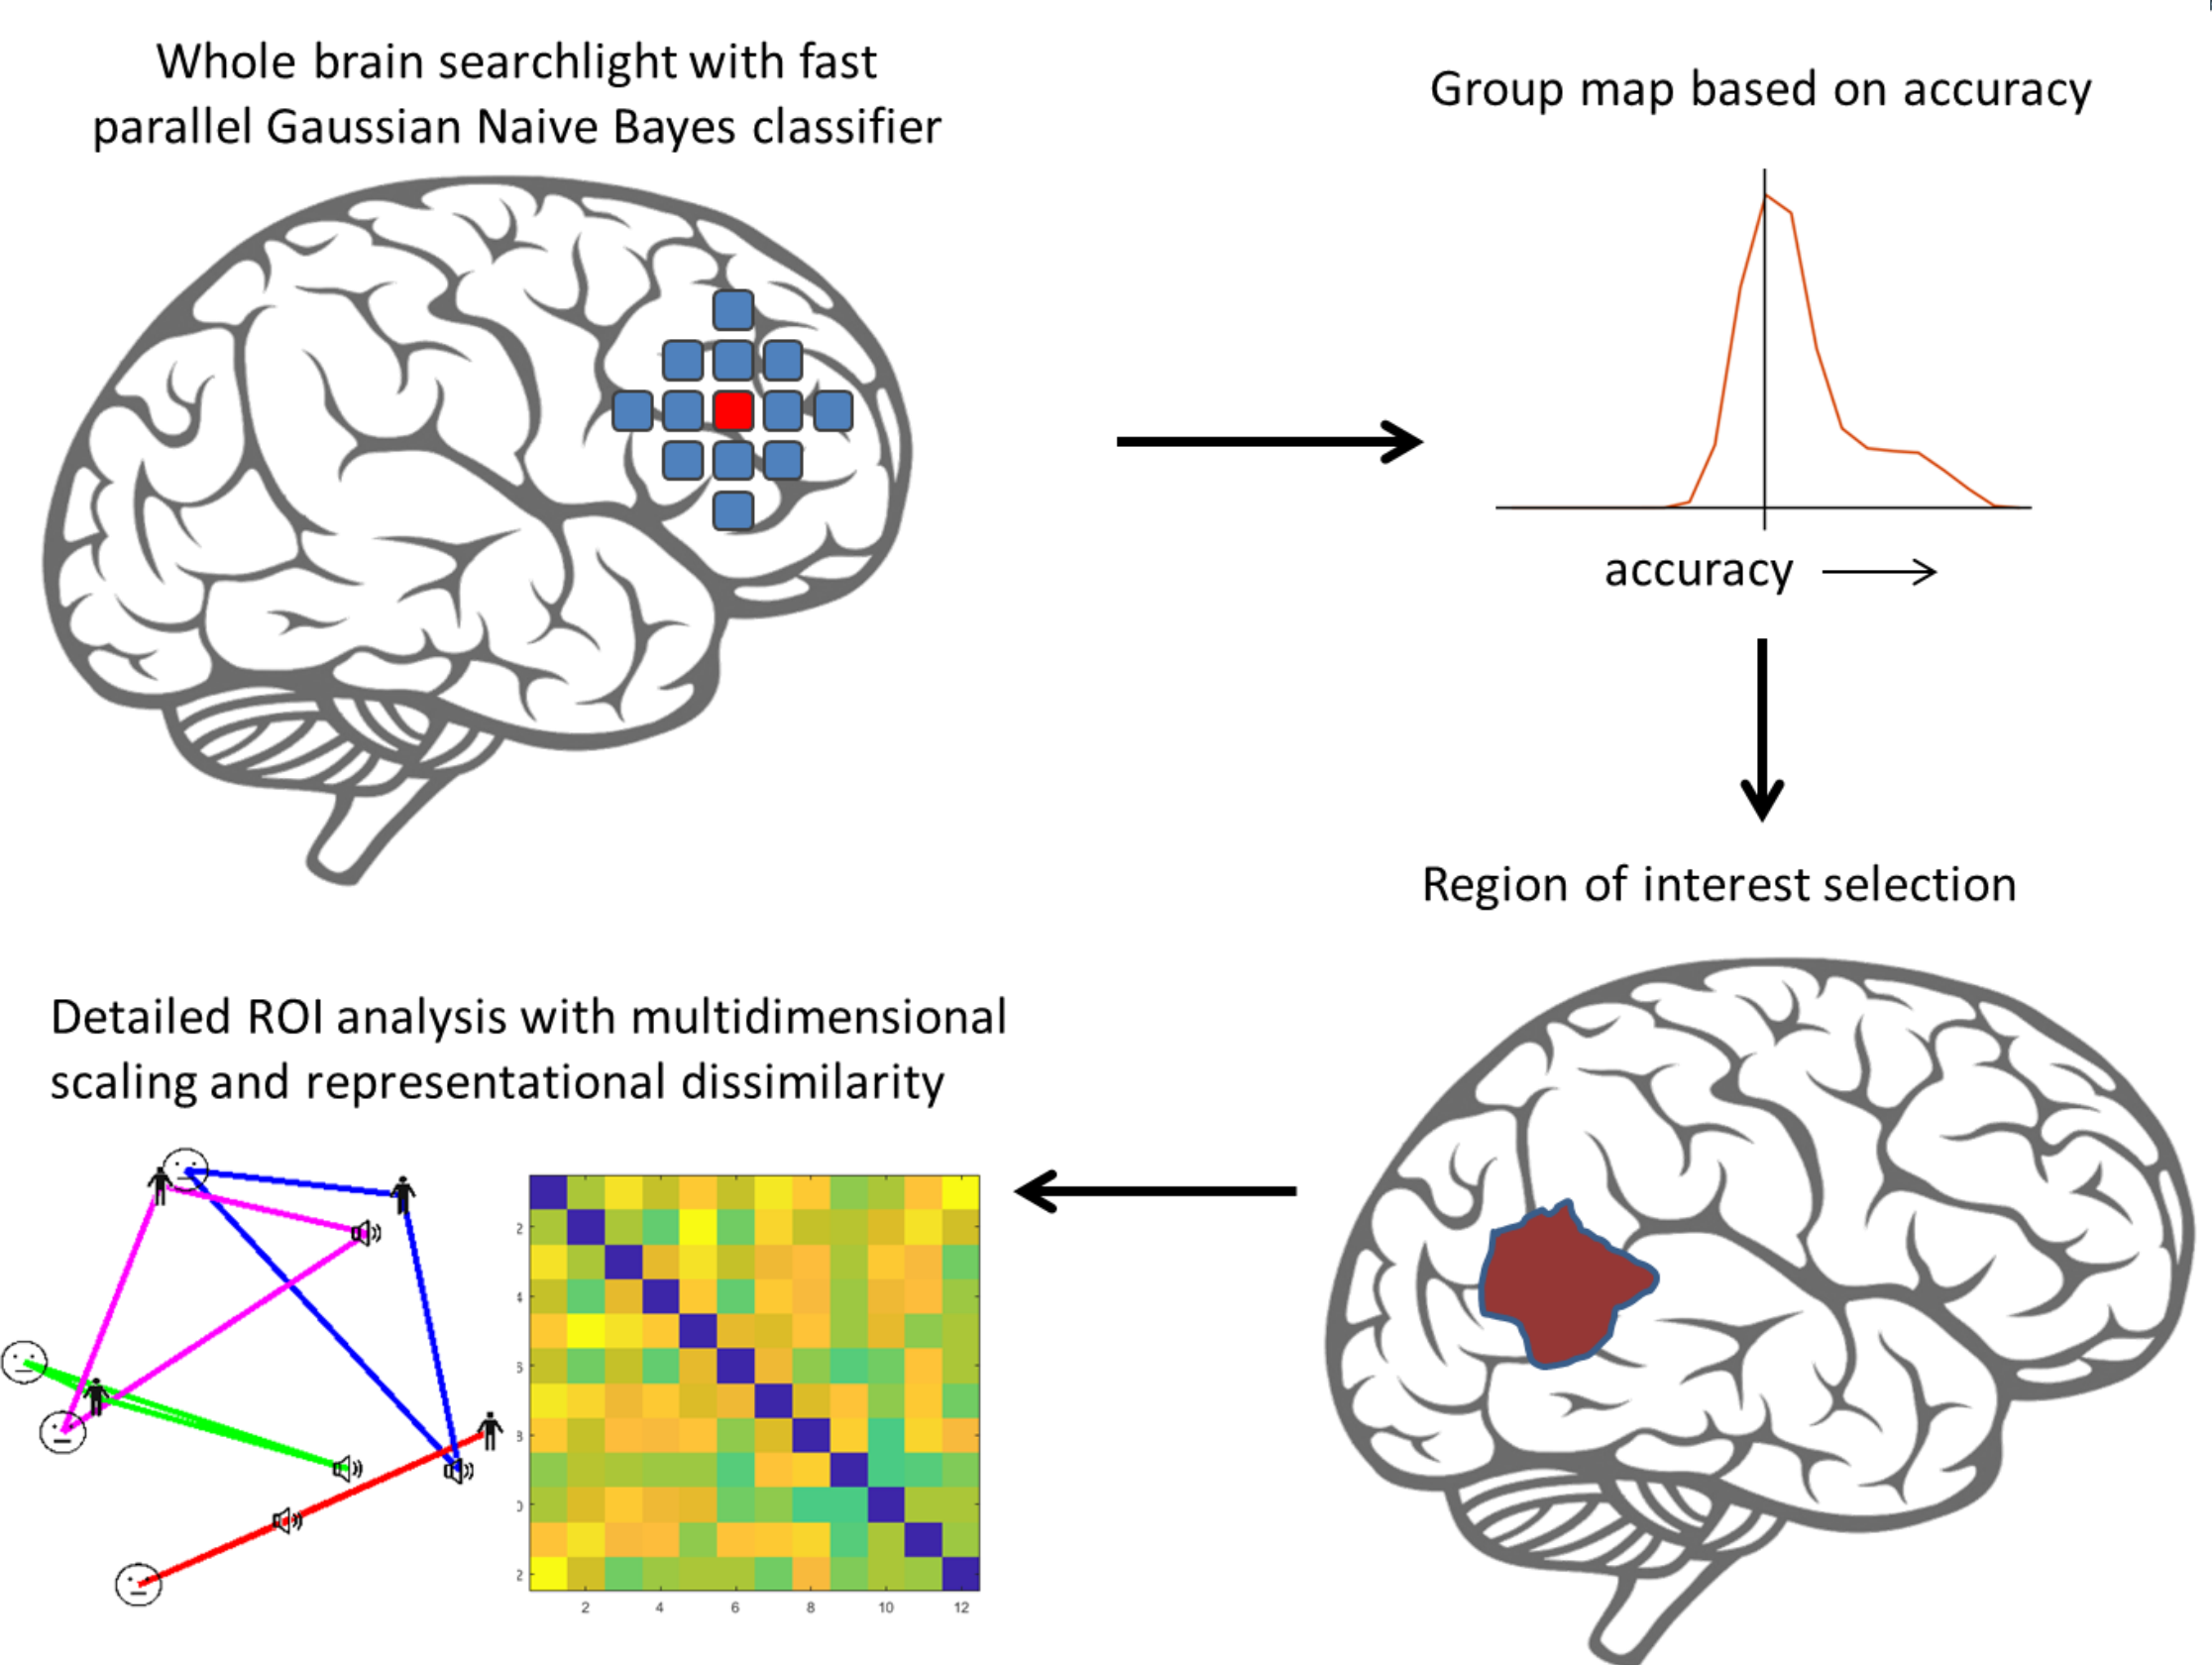 Whole brain searchlight with fast
parallel Gaussian Naive Bayes classifier
Group map based on accuracy
accuracy
Region of interest selection
Detailed ROI analysis with multidimensional
scaling and representational dissimilarity
2
4
6
8
0
2
2 4 6 8 10 12